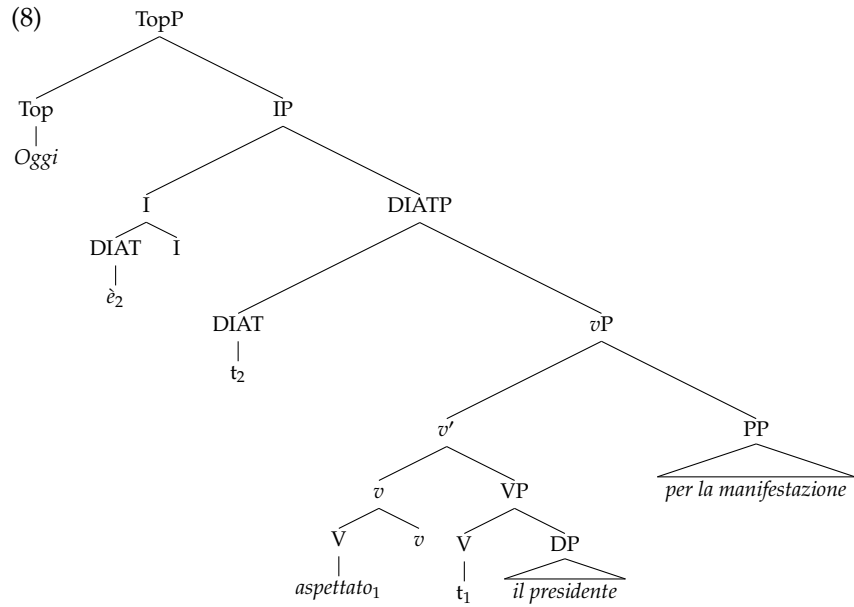 (8) TopP
Top IP
Oggi
I DIATP
DIAT I
è₂
DIAT vP
t₂
v′ PP
per la manifestazione
v VP
V v V DP
aspettato₁ t₁ il presidente